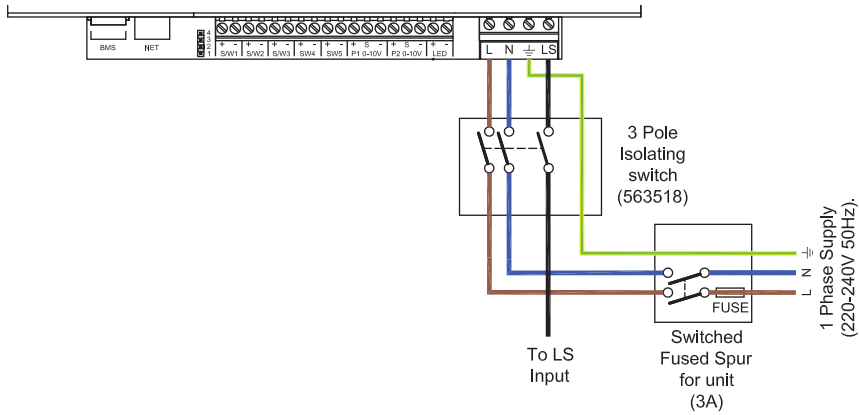 BMS
NET
4
3
2
1
+ - + - + - + - + - + S - + S - + -
S/W1 S/W2 S/W3 SW4 SW5 P1 0-10V P2 0-10V LED
L N LS
3 Pole
Isolating
switch
(563518)
1 Phase Supply
(220-240V 50Hz).
N
L
FUSE
Switched
Fused Spur
for unit
(3A)
To LS
Input